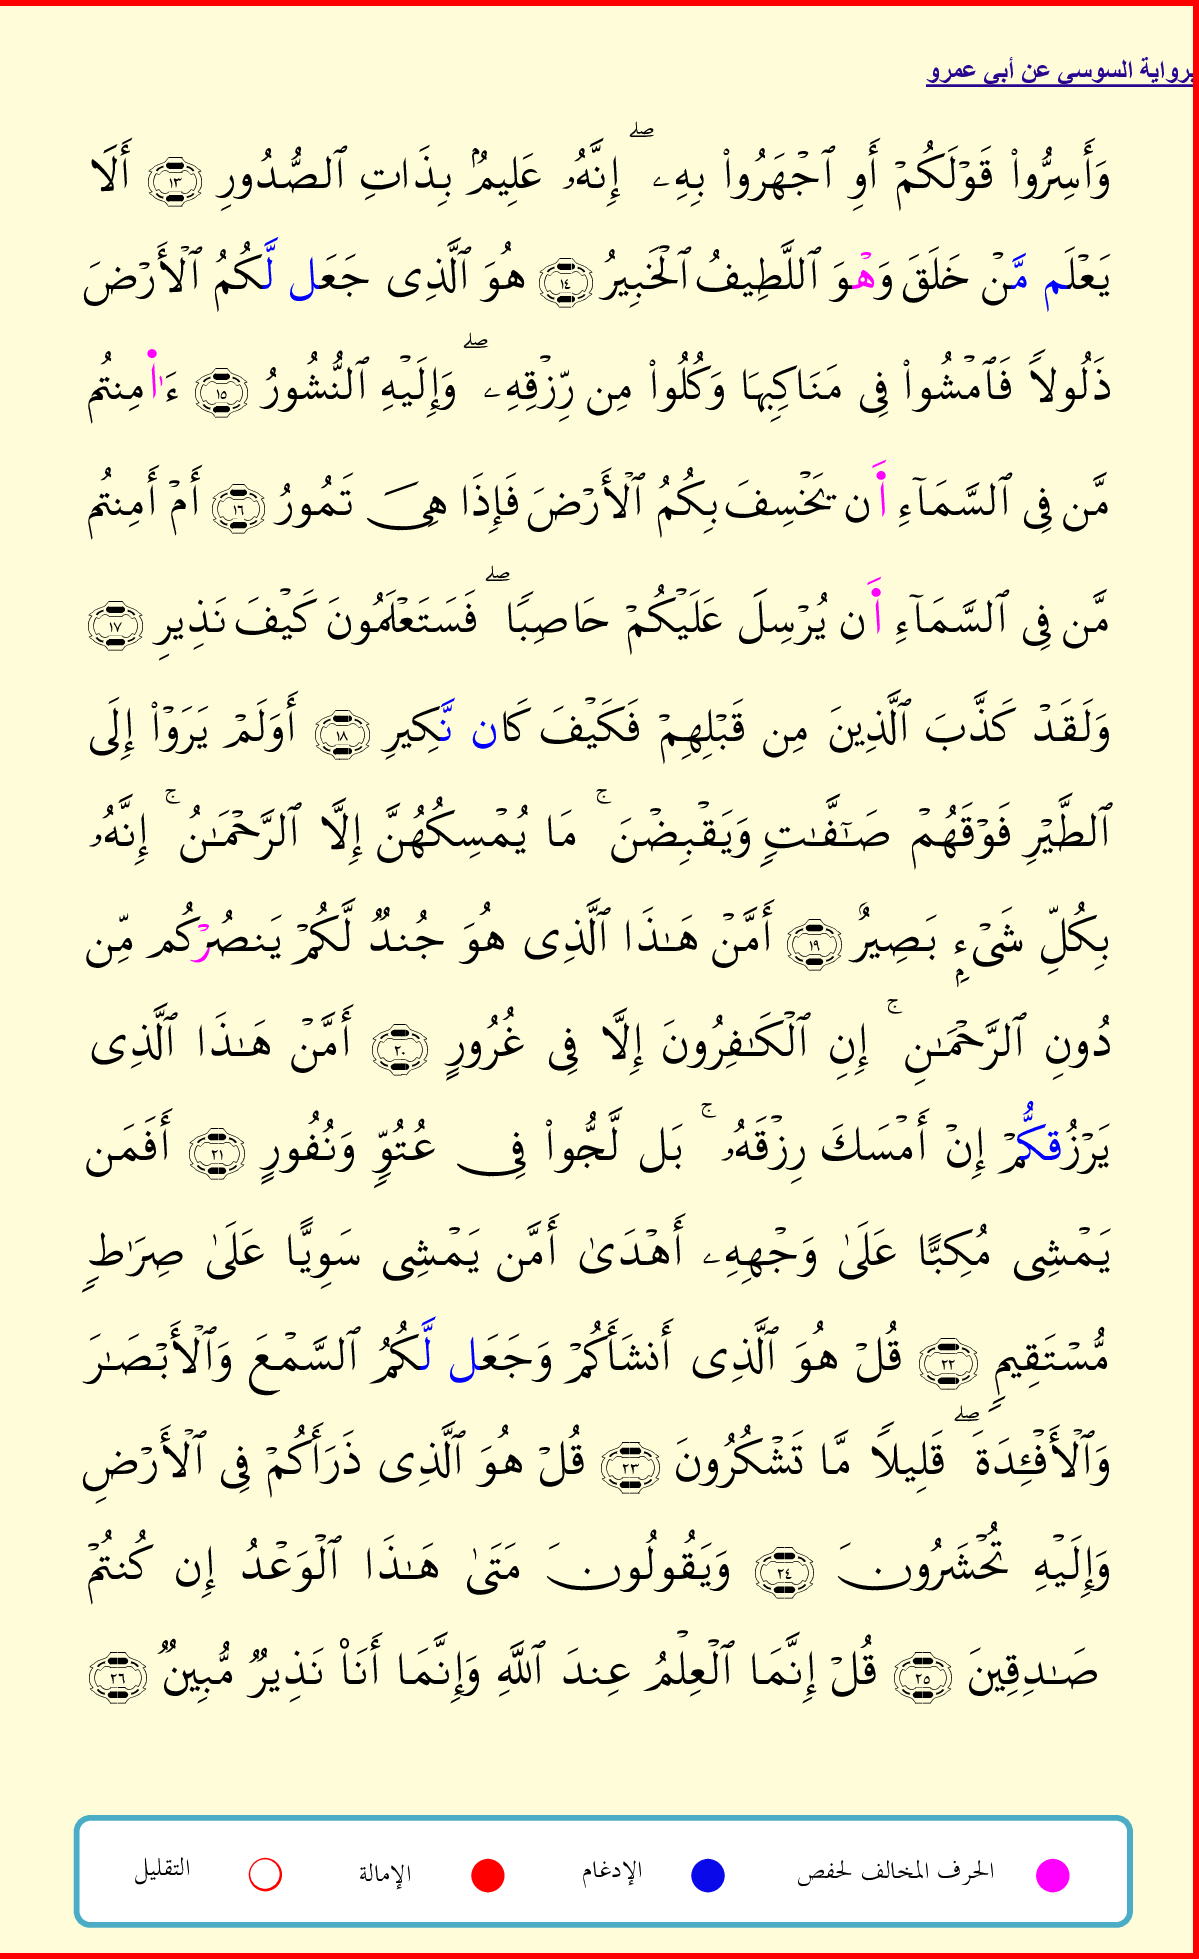 برواية السوسي عن أبي عمرو
وَأَسِرُّواْ قَوۡلَكُمۡ أَوِ ٱجۡهَرُواْ بِهِۦۖ إِنَّهُۥ عَلِيمُۢ بِذَاتِ ٱلصُّدُورِ ١٣ أَلَا
يَعۡلَم مَّنۡ خَلَقَ وَهۡوَ ٱللَّطِيفُ ٱلۡخَبِيرُ ١٤ هُوَ ٱلَّذِى جَعَل لَّكُمُ ٱلۡأَرۡضَ
ذَلُولاً فَٱمۡشُواْ فِى مَنَاكِبِهَا وَكُلُواْ مِن رِّزۡقِهِۦۖ وَإِلَيۡهِ ٱلنُّشُورُ ١٥ ءَا۬مِنتُم
مَّن فِى ٱلسَّمَآءِ أَ۬ن يَخۡسِفَ بِكُمُ ٱلۡأَرۡضَ فَإِذَا هِىَ تَمُورُ ١٦ أَمۡ أَمِنتُم
مَّن فِى ٱلسَّمَآءِ أَ۬ن يُرۡسِلَ عَلَيۡكُمۡ حَاصِبًاۖ فَسَتَعۡلَمُونَ كَيۡفَ نَذِيرِ ١٧
وَلَقَدۡ كَذَّبَ ٱلَّذِينَ مِن قَبۡلِهِمۡ فَكَيۡفَ كَان نَّكِيرِ ١٨ أَوَلَمۡ يَرَوۡاْ إِلَى
ٱلطَّيۡرِ فَوۡقَهُمۡ صَـٰٓفَّـٰتٍ وَيَقۡبِضۡنَۚ مَا يُمۡسِكُهُنَّ إِلَّا ٱلرَّحۡمَـٰنُۚ إِنَّهُۥ
بِكُلِّ شَىۡءِۭ بَصِيرٌ ١٩ أَمَّنۡ هَـٰذَا ٱلَّذِى هُوَ جُندٌ لَّكُمۡ يَنصُرۡكُم مِّن
دُونِ ٱلرَّحۡمَـٰنِۚ إِنِ ٱلۡكَـٰفِرُونَ إِلَّا فِى غُرُورٍ ٢٠ أَمَّنۡ هَـٰذَا ٱلَّذِى
يَرۡزُقكُّمۡ إِنۡ أَمۡسَكَ رِزۡقَهُۥۚ بَل لَّجُّواْ فِى عُتُوٍّ وَنُفُورٍ ٢١ أَفَمَن
يَمۡشِى مُكِبًّا عَلَىٰ وَجۡهِهِۦ أَهۡدَىٰ أَمَّن يَمۡشِى سَوِيًّا عَلَىٰ صِرَٰطٍ
مُّسۡتَقِيمٍ ٢٢ قُلۡ هُوَ ٱلَّذِى أَنشَأَكُمۡ وَجَعَل لَّكُمُ ٱلسَّمۡعَ وَٱلۡأَبۡصَـٰرَ
وَٱلۡأَفۡـِٔدَةَۖ قَلِيلاً مَّا تَشۡكُرُونَ ٢٣ قُلۡ هُوَ ٱلَّذِى ذَرَأَكُمۡ فِى ٱلۡأَرۡضِ
وَإِلَيۡهِ تُحۡشَرُونَ ٢٤ وَيَقُولُونَ مَتَىٰ هَـٰذَا ٱلۡوَعۡدُ إِن كُنتُمۡ
صَـٰدِقِينَ ٢٥ قُلۡ إِنَّمَا ٱلۡعِلۡمُ عِندَ ٱللَّهِ وَإِنَّمَا أَنَا۠ نَذِيرٌ مُّبِينٌ ٢٦
الحرف المخالف لحفص الإدغام الإمالة التقليل